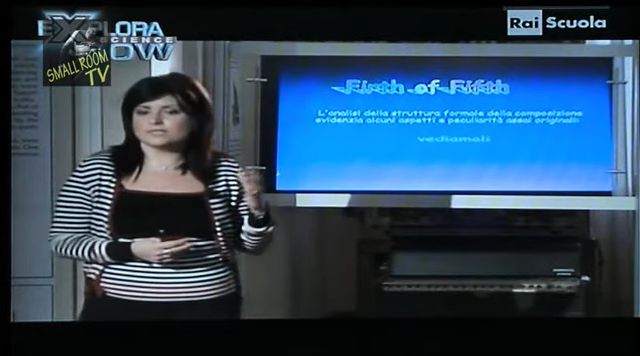 EXPLORA
SCIENCE
NOW
SMALL ROOM
TV
Rai Scuola
Firth of Fifth
L'analisi della struttura formale della composizione
evidenzia alcuni aspetti e peculiarità assai originali:
vediamoli